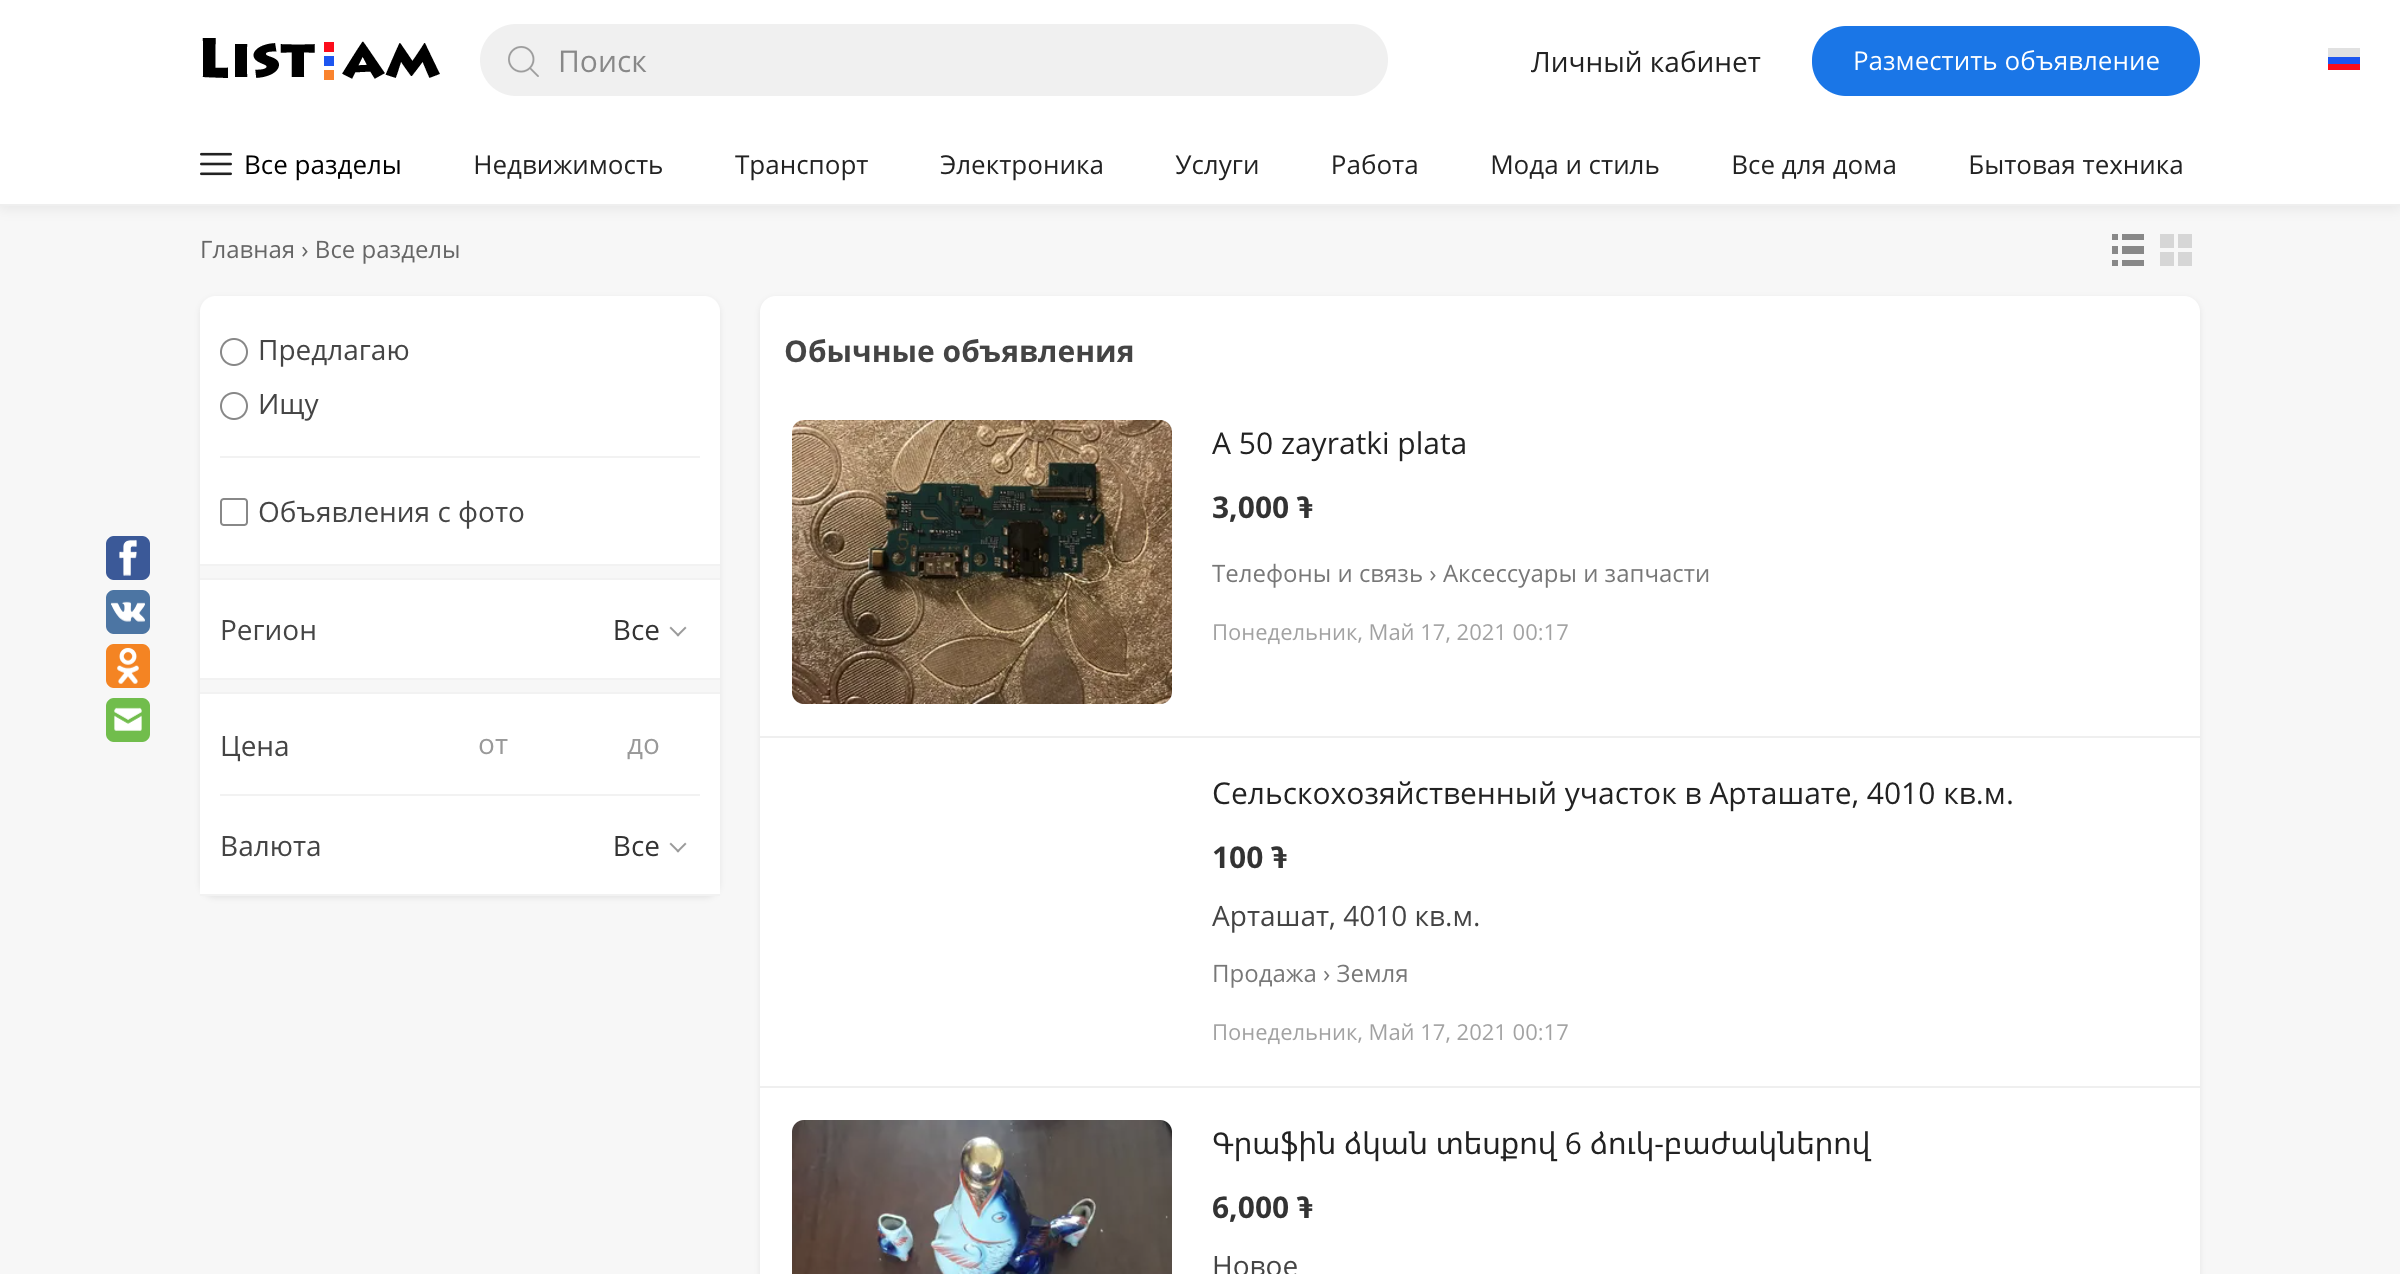 LIST.AM
Поиск
Личный кабинет
Разместить объявление
Все разделы
Недвижимость
Транспорт
Электроника
Услуги
Работа
Мода и стиль
Все для дома
Бытовая техника
Главная › Все разделы
Предлагаю
Ищу
Объявления с фото
Регион Все
Цена от до
Валюта Все
Обычные объявления
A 50 zayratki plata
3,000 ֏
Телефоны и связь › Аксессуары и запчасти
Понедельник, Май 17, 2021 00:17
Сельскохозяйственный участок в Арташате, 4010 кв.м.
100 ֏
Арташат, 4010 кв.м.
Продажа › Земля
Понедельник, Май 17, 2021 00:17
Գրաֆին ձկան տեսքով 6 ձուկ-բաժակներով
6,000 ֏
Новое